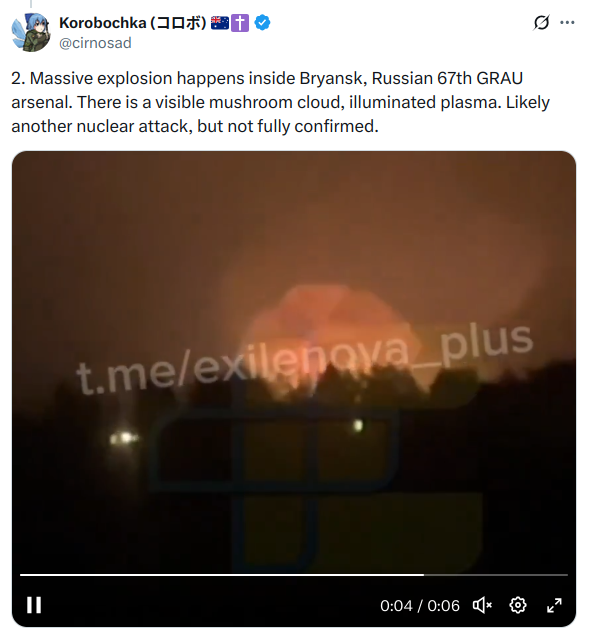 Korobochka (コロボ) 🇦🇺✝️
@cirnosad
2. Massive explosion happens inside Bryansk, Russian 67th GRAU
arsenal. There is a visible mushroom cloud, illuminated plasma. Likely
another nuclear attack, but not fully confirmed.
t.me/exilenova_plus
0:04 / 0:06